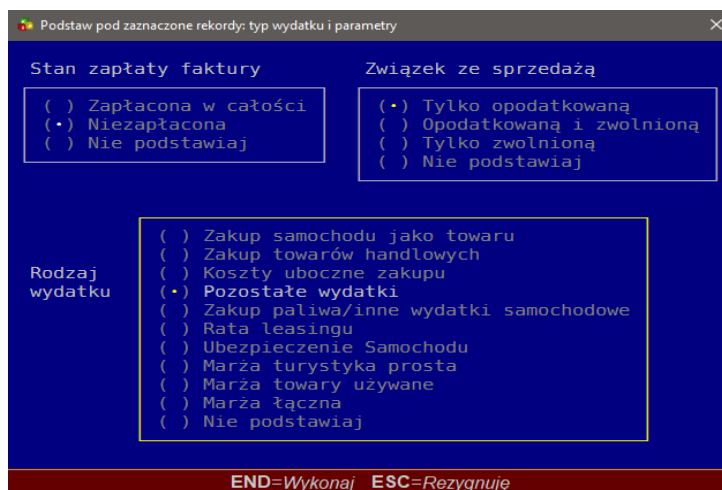 Podstaw pod zaznaczone rekordy: typ wydatku i parametry
Stan zapłaty faktury
( ) Zapłacona w całości
(•) Niezapłacona
( ) Nie podstawiaj
Związek ze sprzedażą
(•) Tylko opodatkowaną
( ) Opodatkowaną i zwolnioną
( ) Tylko zwolnioną
( ) Nie podstawiaj
Rodzaj
wydatku
( ) Zakup samochodu jako towaru
( ) Zakup towarów handlowych
( ) Koszty uboczne zakupu
(•) Pozostałe wydatki
( ) Zakup paliwa/inne wydatki samochodowe
( ) Rata leasingu
( ) Ubezpieczenie Samochodu
( ) Marża turystyka prosta
( ) Marża towary używane
( ) Marża łączna
( ) Nie podstawiaj
END=Wykonaj ESC=Rezygnuję